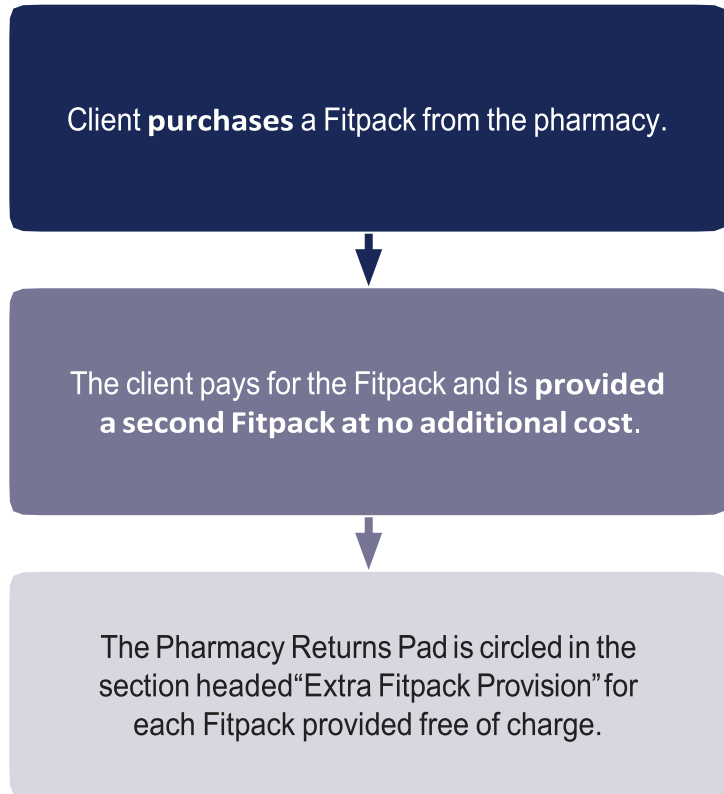 Client purchases a Fitpack from the pharmacy.
The client pays for the Fitpack and is provided
a second Fitpack at no additional cost.
The Pharmacy Returns Pad is circled in the
section headed“Extra Fitpack Provision”for
each Fitpack provided free of charge.